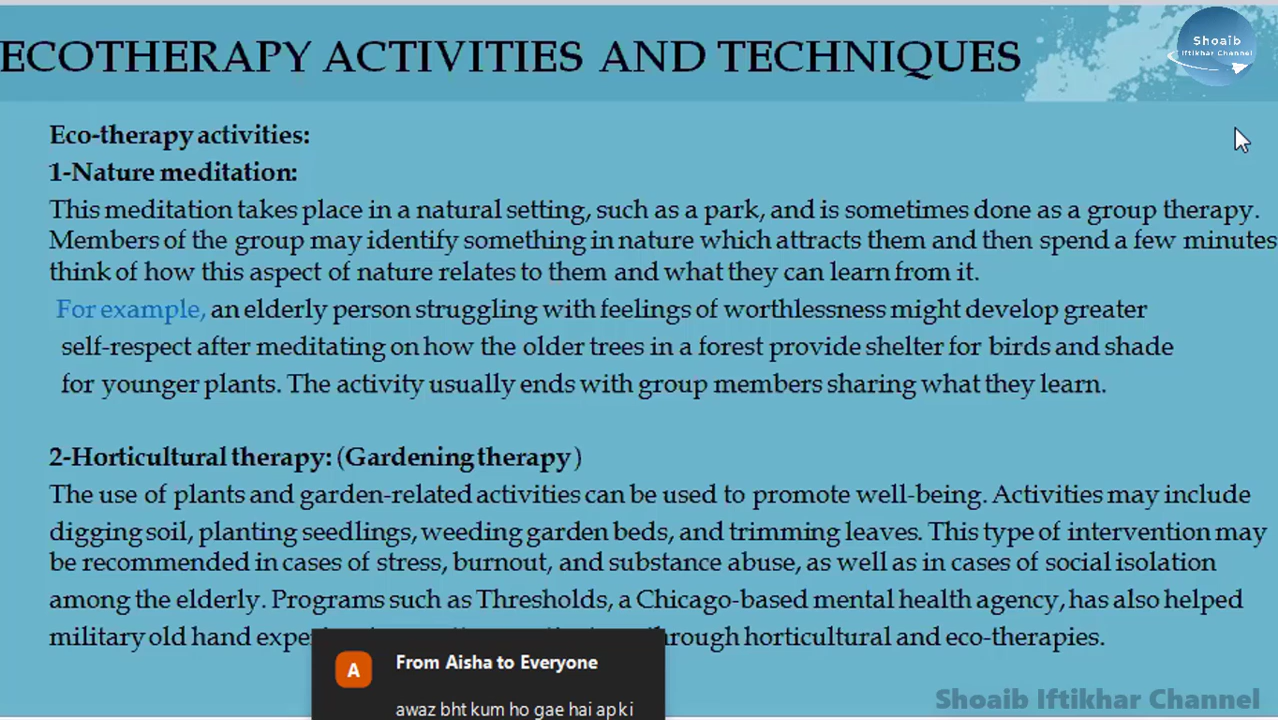 ECOTHERAPY ACTIVITIES AND TECHNIQUES
Shoaib
Iftikhar Channel
Eco-therapy activities:
1-Nature meditation:
This meditation takes place in a natural setting, such as a park, and is sometimes done as a group therapy.
Members of the group may identify something in nature which attracts them and then spend a few minutes
think of how this aspect of nature relates to them and what they can learn from it.
For example, an elderly person struggling with feelings of worthlessness might develop greater
self-respect after meditating on how the older trees in a forest provide shelter for birds and shade
for younger plants. The activity usually ends with group members sharing what they learn.
2-Horticultural therapy: (Gardening therapy )
The use of plants and garden-related activities can be used to promote well-being. Activities may include
digging soil, planting seedlings, weeding garden beds, and trimming leaves. This type of intervention may
be recommended in cases of stress, burnout, and substance abuse, as well as in cases of social isolation
among the elderly. Programs such as Thresholds, a Chicago-based mental health agency, has also helped
military old hand through horticultural and eco-therapies.
A
From Aisha to Everyone
awaz bht kum ho gae hai apki
Shoaib Iftikhar Channel